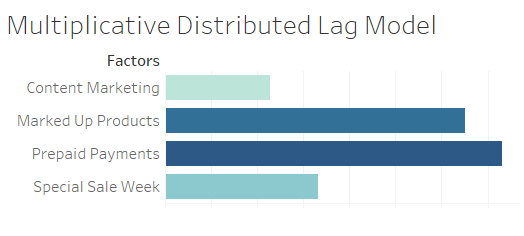 Multiplicative Distributed Lag Model
Factors
Content Marketing
Marked Up Products
Prepaid Payments
Special Sale Week